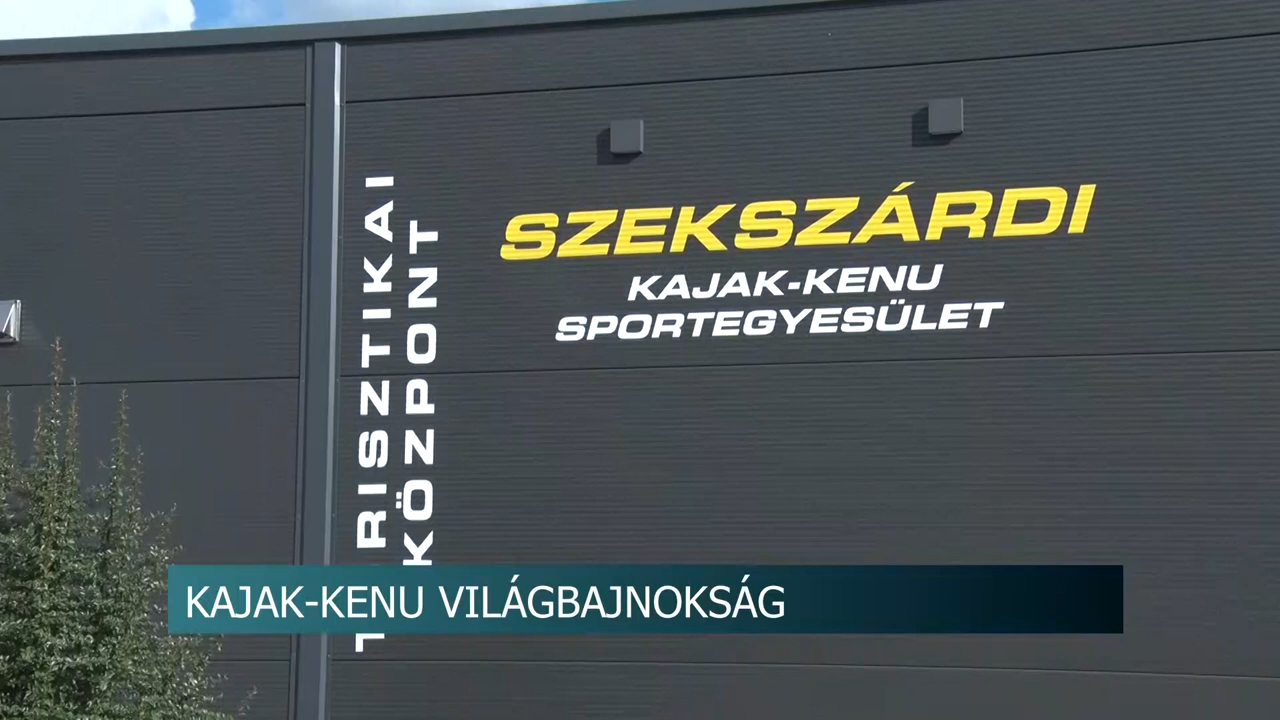 SZEKSZÁRDI
KAJAK-KENU
SPORTEGYESÜLET
KÖZPONT
KAJAK-KENU VILÁGBAJNOKSÁG